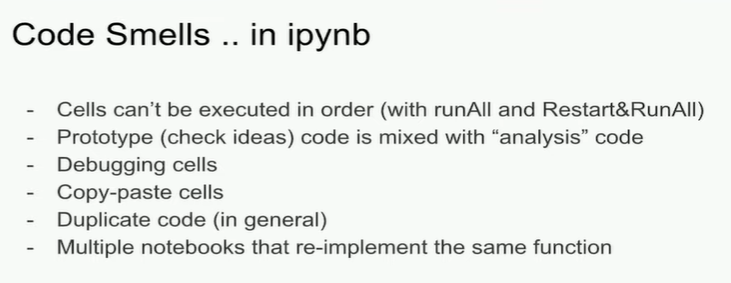 Code Smells .. in ipynb
- Cells can't be executed in order (with runAll and Restart&RunAll)
- Prototype (check ideas) code is mixed with “analysis” code
- Debugging cells
- Copy-paste cells
- Duplicate code (in general)
- Multiple notebooks that re-implement the same function